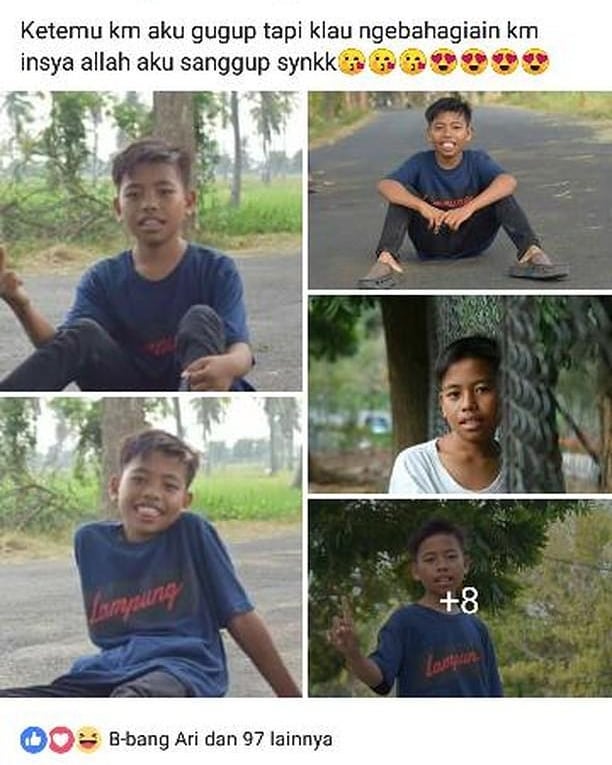 Ketemu km aku gugup tapi klau ngebahagiain km
insya allah aku sanggup synkk😘😘😘😍😍😍😍
Lampung
+8
Lampun
B-bang Ari dan 97 lainnya